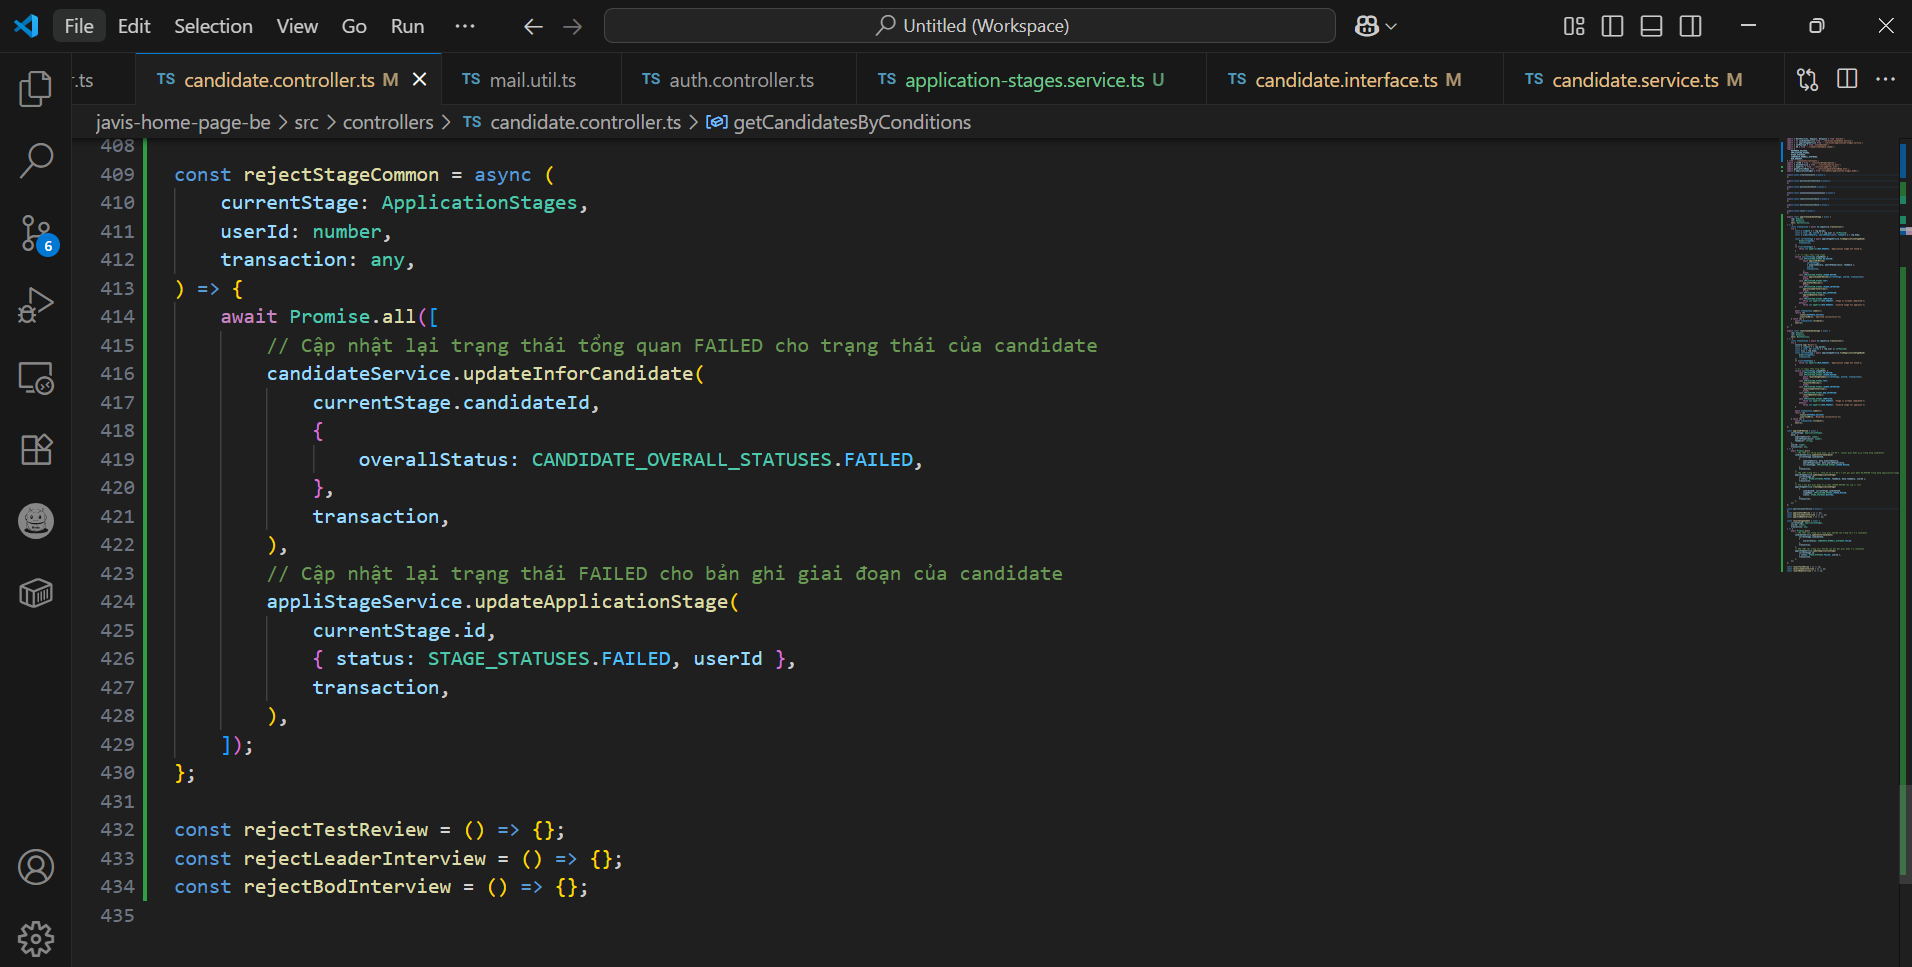 File Edit Selection View Go Run ··· Untitled (Workspace)
r.ts TS candidate.controller.ts M TS mail.util.ts TS auth.controller.ts TS application-stages.service.ts U TS candidate.interface.ts M TS candidate.service.ts M
javis-home-page-be > src > controllers > TS candidate.controller.ts > getCandidatesByConditions
408
409 const rejectStageCommon = async (
410 currentStage: ApplicationStages,
411 userId: number,
412 transaction: any,
413 ) => {
414 await Promise.all([
415 // Cập nhật lại trạng thái tổng quan FAILED cho trạng thái của candidate
416 candidateService.updateInforCandidate(
417 currentStage.candidateId,
418 {
419 overallStatus: CANDIDATE_OVERALL_STATUSES.FAILED,
420 },
421 transaction,
422 ),
423 // Cập nhật lại trạng thái FAILED cho bản ghi giai đoạn của candidate
424 appliStageService.updateApplicationStage(
425 currentStage.id,
426 { status: STAGE_STATUSES.FAILED, userId },
427 transaction,
428 ),
429 ]);
430 };
431
432 const rejectTestReview = () => {};
433 const rejectLeaderInterview = () => {};
434 const rejectBodInterview = () => {};
435
6